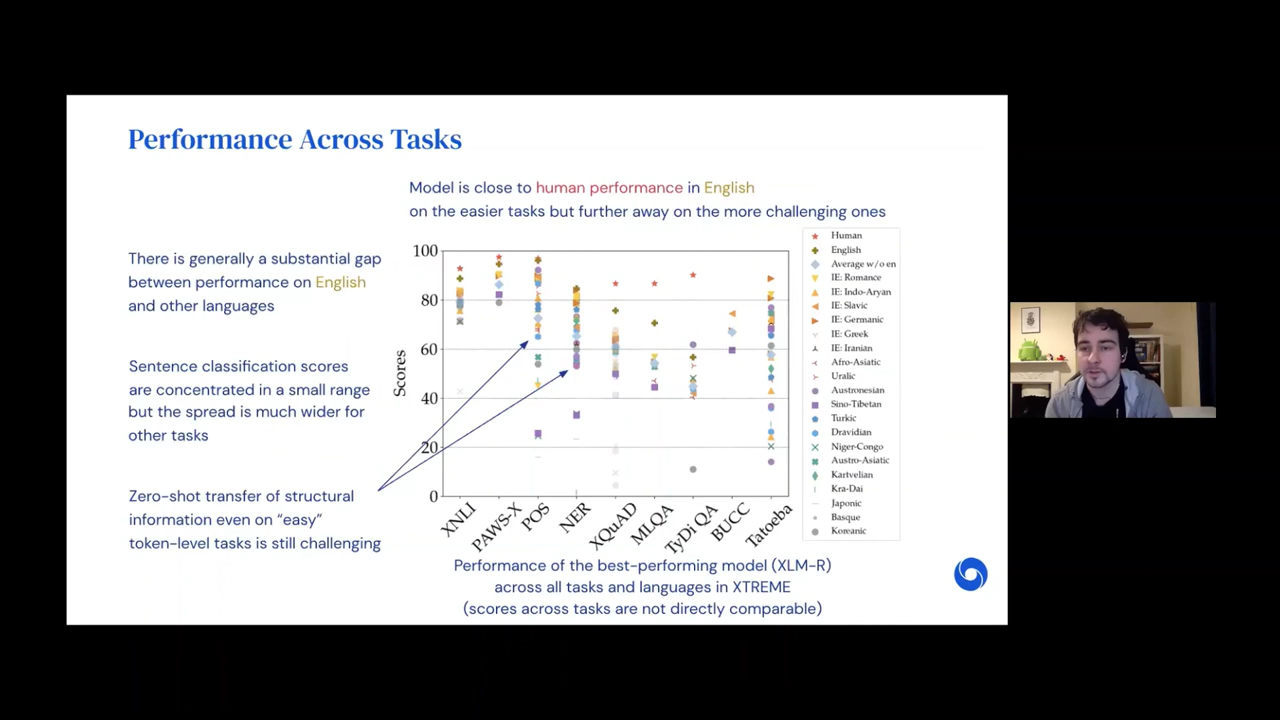 Performance Across Tasks
Model is close to human performance in English
on the easier tasks but further away on the more challenging ones
There is generally a substantial gap
between performance on English
and other languages
Sentence classification scores
are concentrated in a small range
but the spread is much wider for
other tasks
Zero-shot transfer of structural
information even on “easy”
token-level tasks is still challenging
Scores
100
80
60
40
20
0
XNLI
PAWS-X
POS
NER
XQuAD
MLQA
TyDi QA
BUCC
Tatoeba
Human
English
Average w/o en
IE: Romance
IE: Indo-Aryan
IE: Slavic
IE: Germanic
IE: Greek
IE: Iranian
Afro-Asiatic
Uralic
Austronesian
Sino-Tibetan
Turkic
Dravidian
Niger-Congo
Austro-Asiatic
Kartvelian
Kra-Dai
Japonic
Basque
Koreanic
Performance of the best-performing model (XLM-R)
across all tasks and languages in XTREME
(scores across tasks are not directly comparable)